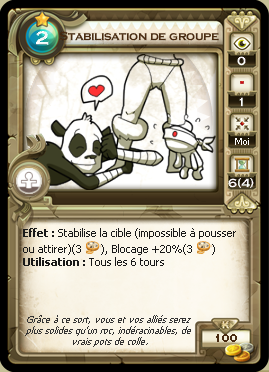 2
STABILISATION DE GROUPE
0
1
Moi
6(4)
Effet : Stabilise la cible (impossible à pousser
ou attirer)(3 ), Blocage +20%(3 )
Utilisation : Tous les 6 tours
Grâce à ce sort, vous et vos alliés serez
plus solides qu'un roc, indéracinables, de
vrais pots de colle.
K
100